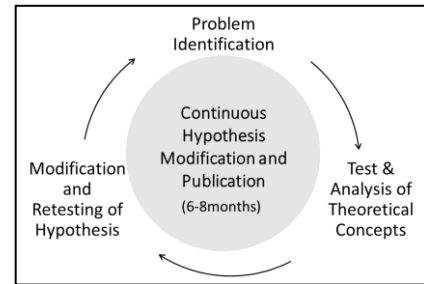 Problem
Identification
Continuous
Hypothesis
Modification and
Publication
(6-8months)
Test &
Analysis of
Theoretical
Concepts
Modification
and
Retesting of
Hypothesis